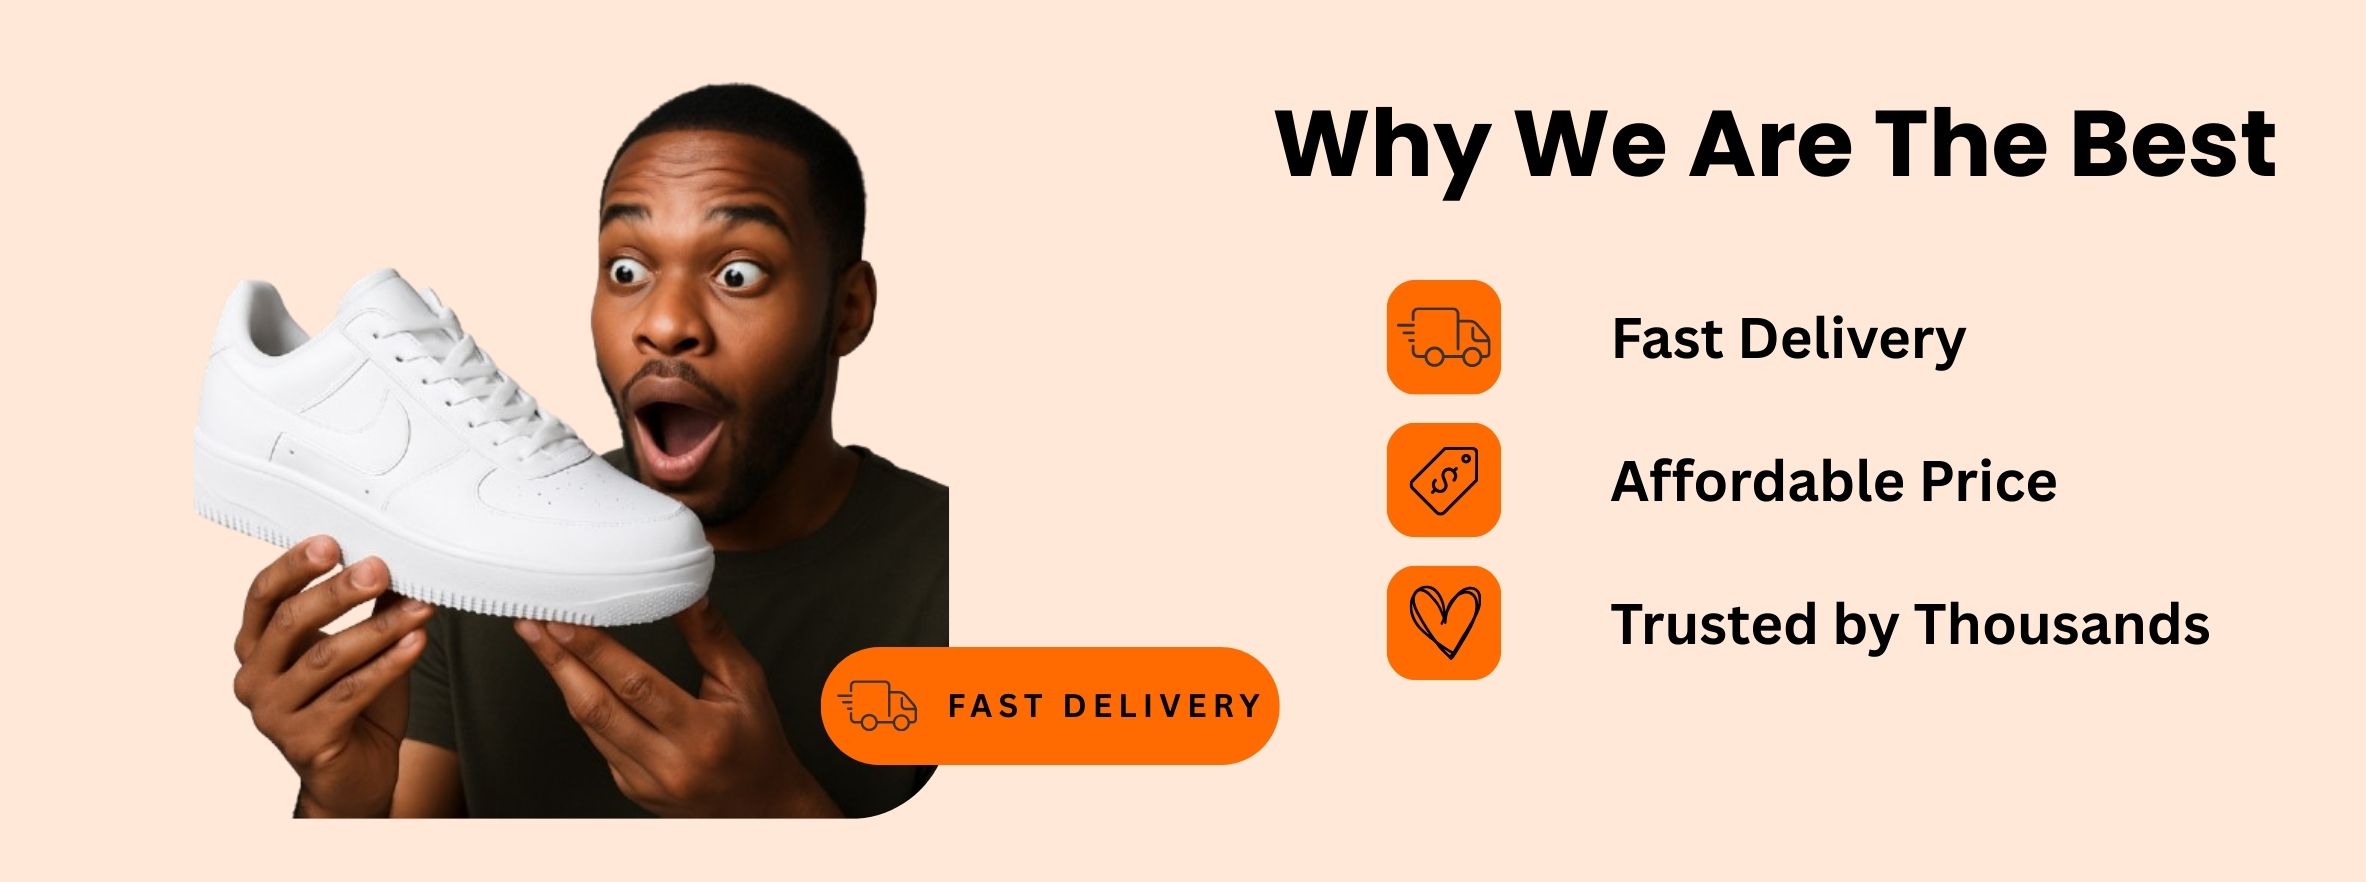 Why We Are The Best
Fast Delivery
Affordable Price
Trusted by Thousands
FAST DELIVERY